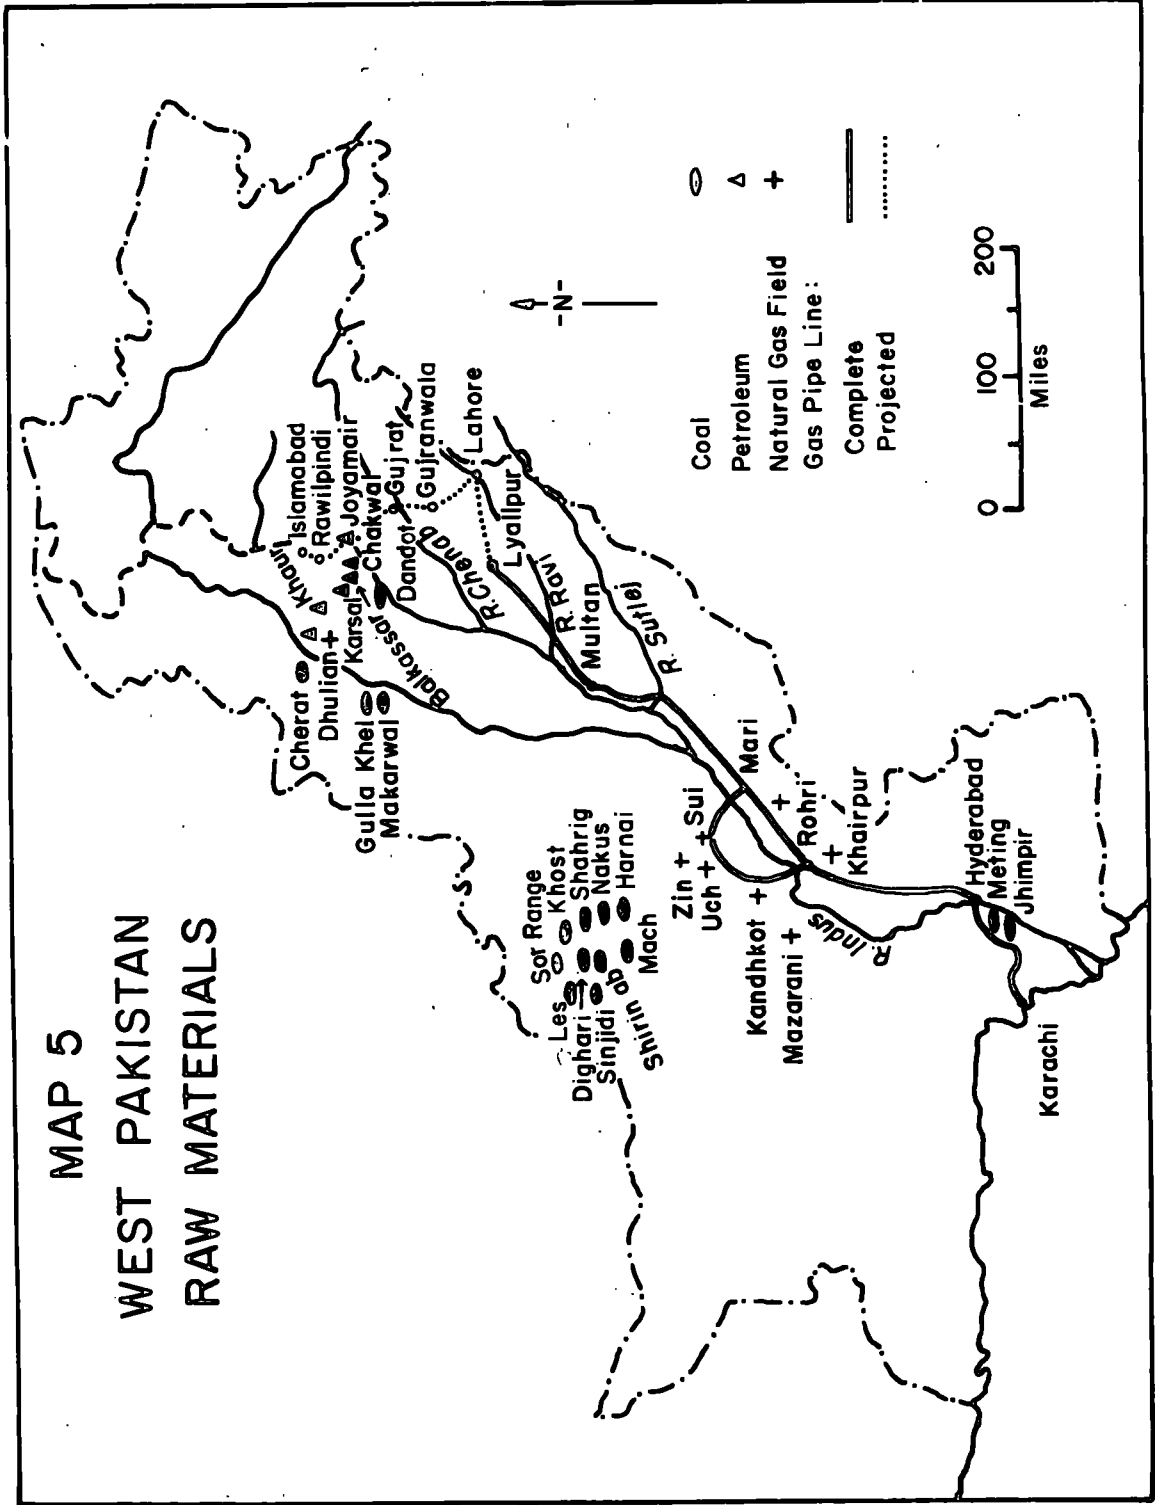 MAP 5
WEST PAKISTAN
RAW MATERIALS
Islamabad
Rawilpindi
Khaur
Joyamair
Chakwal
Cherat
Dhulian
Karsal
Balkassar
Dandot
Gujrat
Gujranwala
Gulla Khel
Makarwal
R. Chenab
Lahore
Lyallpur
R. Ravi
Multan
R. Sutlej
Sor Range
Khost
Shahrig
Nakus
Harnai
Les
Dighari
Sinjidi
Shirin ab
Mach
Zin
Uch
Sui
Mari
Kandhkot
Mazarani
Rohri
Khairpur
R. Indus
Hyderabad
Meting
Jhimpir
Karachi
-N-
Coal
Petroleum
Natural Gas Field
Gas Pipe Line:
Complete
Projected
0 100 200
Miles